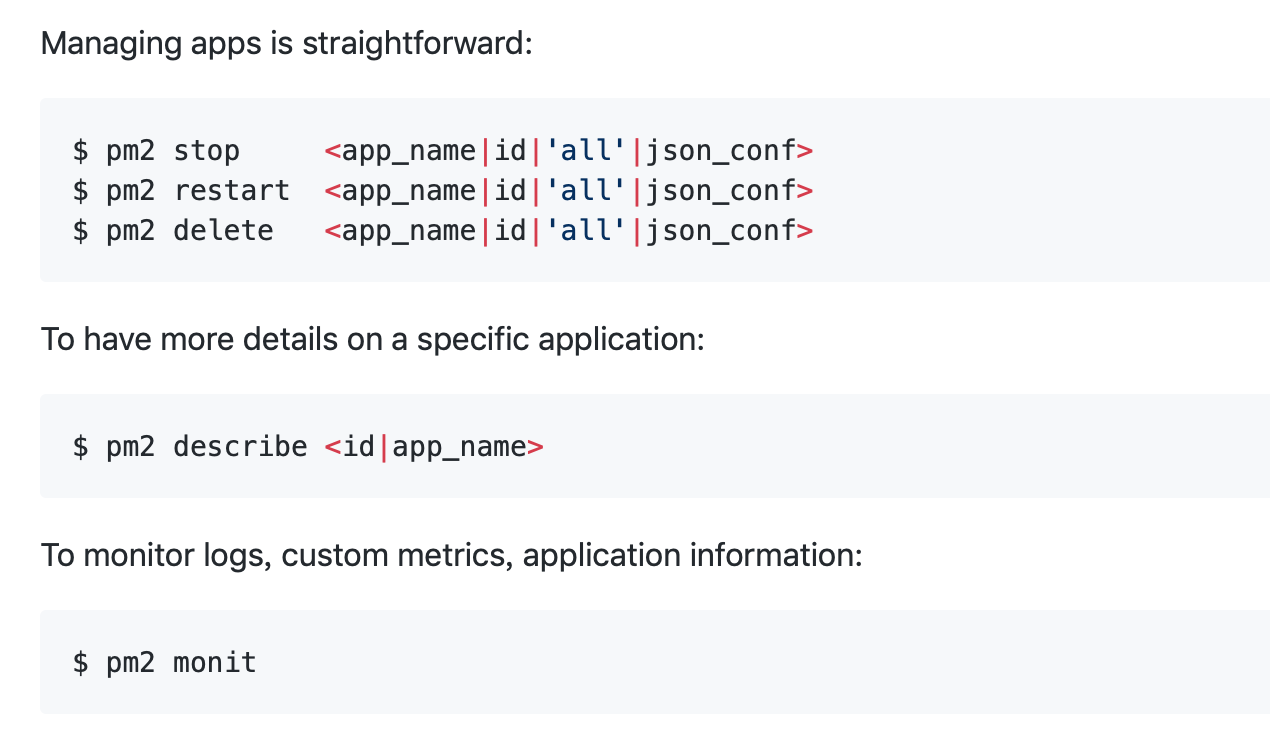 Managing apps is straightforward:
$ pm2 stop     <app_name|id|'all'|json_conf>
$ pm2 restart  <app_name|id|'all'|json_conf>
$ pm2 delete   <app_name|id|'all'|json_conf>
To have more details on a specific application:
$ pm2 describe <id|app_name>
To monitor logs, custom metrics, application information:
$ pm2 monit